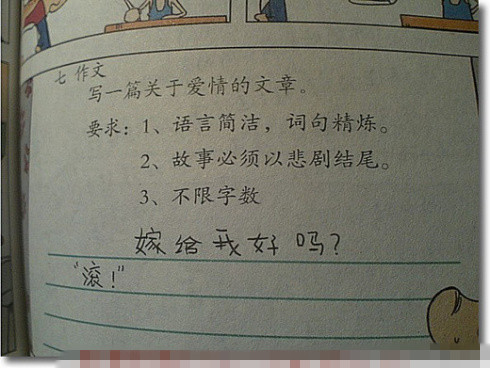 七 作文
写一篇关于爱情的文章。
要求：1、语言简洁，词句精炼。
2、故事必须以悲剧结尾。
3、不限字数
嫁给我好吗？
“滚！”